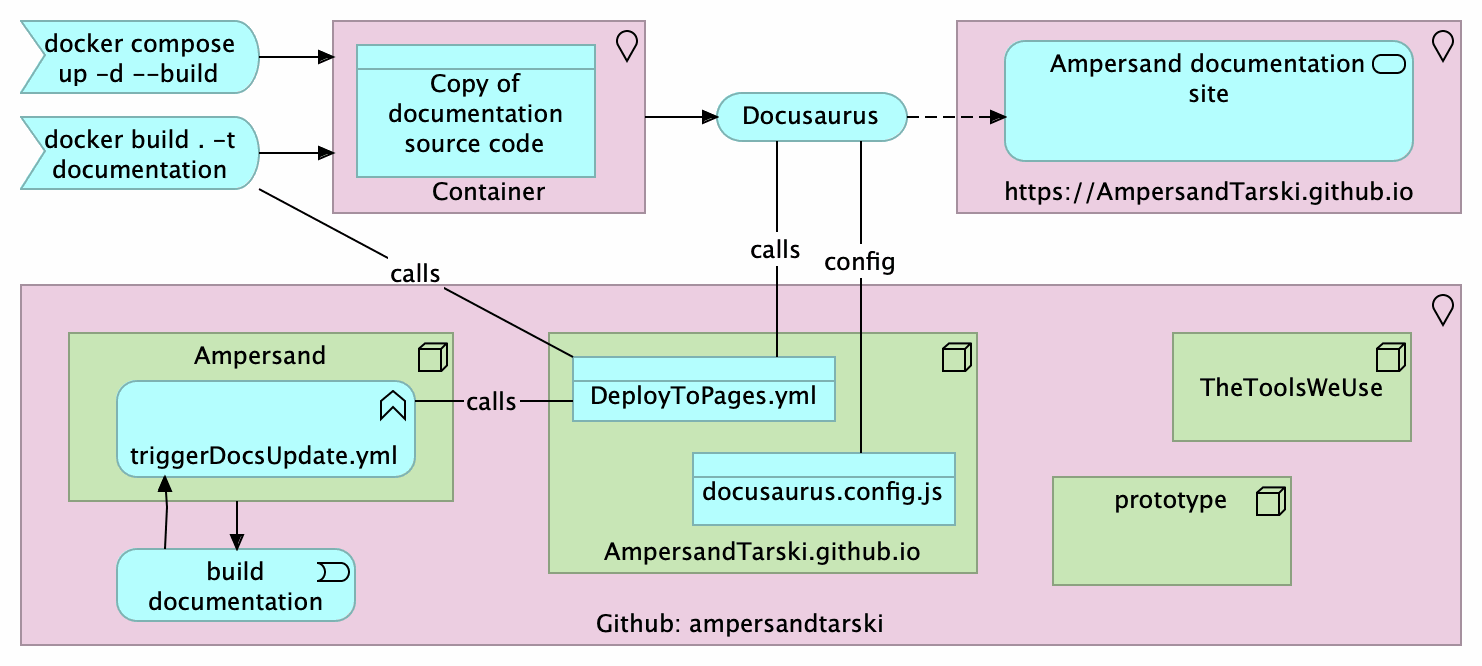 docker compose
up -d --build
docker build . -t
documentation
Copy of
documentation
source code
Container
Docusaurus
Ampersand documentation
site
https://AmpersandTarski.github.io
calls
calls
config
Ampersand
triggerDocsUpdate.yml
calls
build
documentation
DeployToPages.yml
docusaurus.config.js
AmpersandTarski.github.io
TheToolsWeUse
prototype
Github: ampersandtarski